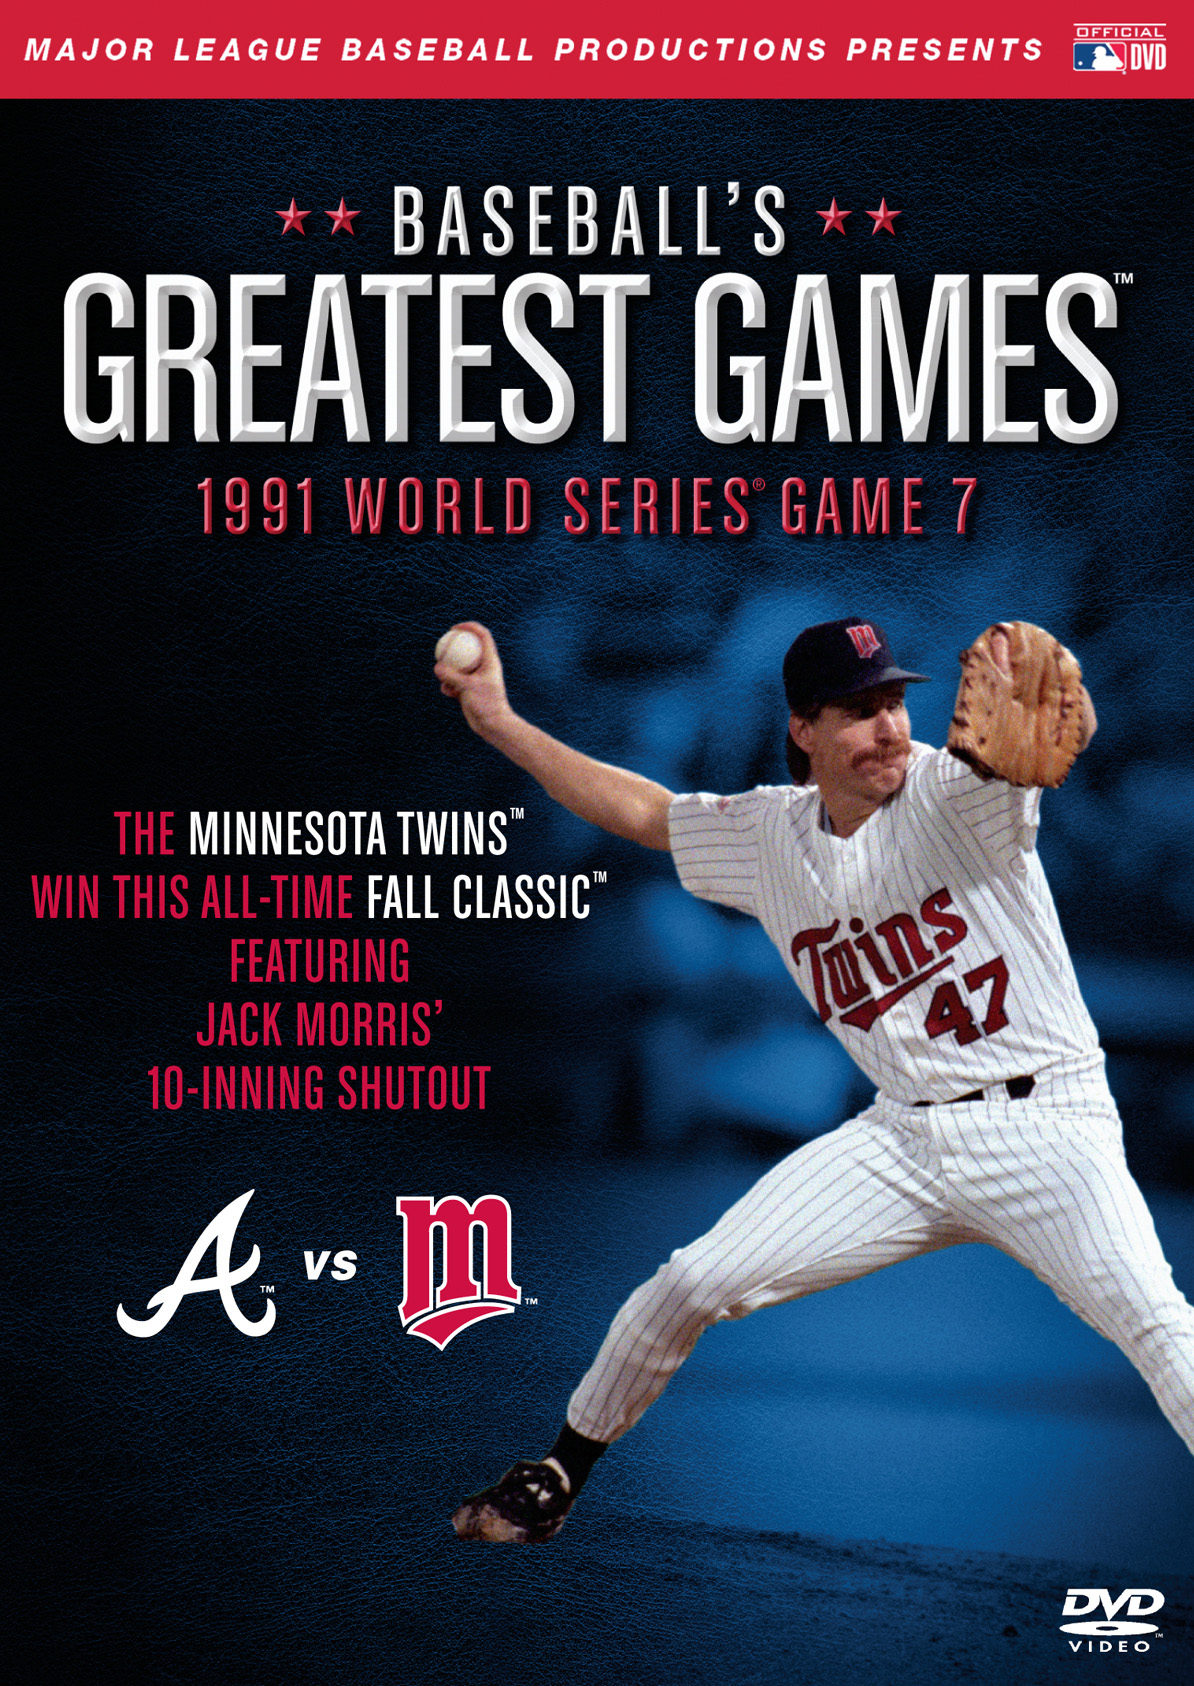 MAJOR LEAGUE BASEBALL PRODUCTIONS PRESENTS
OFFICIAL
DVD
BASEBALL'S
GREATEST GAMES™
1991 WORLD SERIES® GAME 7
THE MINNESOTA TWINS™
WIN THIS ALL-TIME FALL CLASSIC™
FEATURING
JACK MORRIS'
10-INNING SHUTOUT
A™ vs M™
M
Twins
47
DVD™
VIDEO